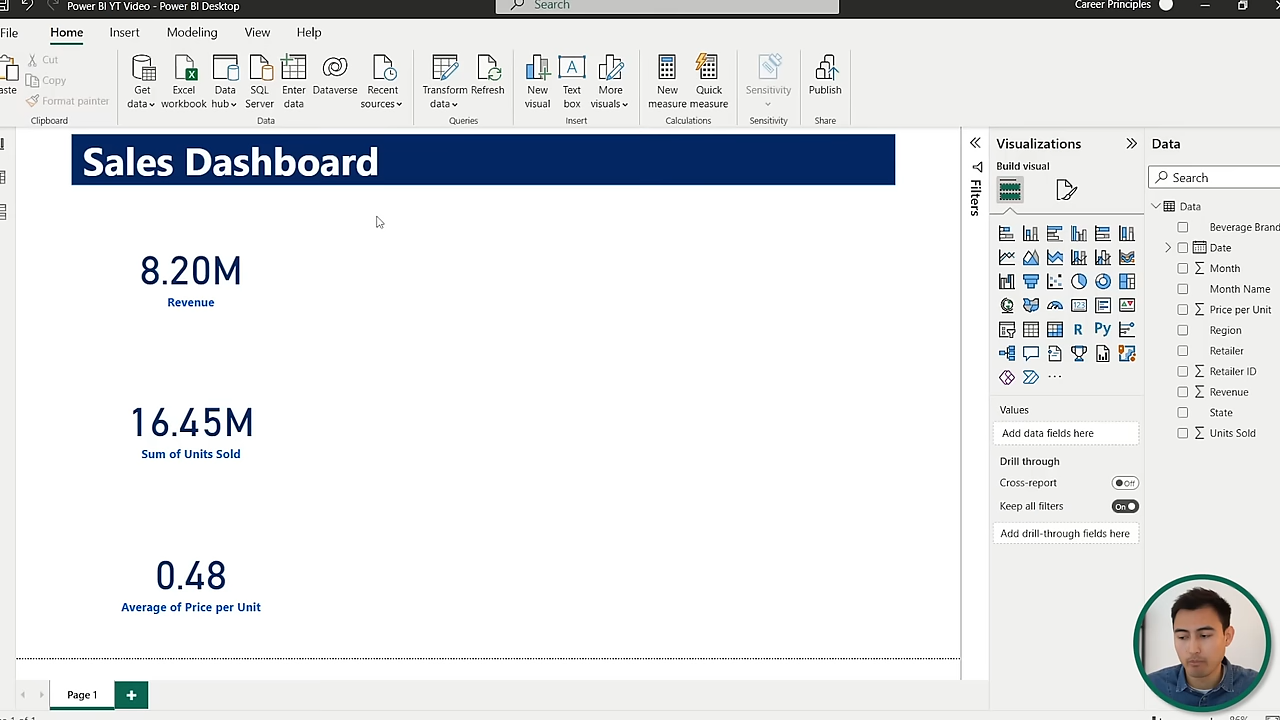 Power BI YT Video - Power BI Desktop
Search
Career Principles
File
Home
Insert
Modeling
View
Help
Cut
Copy
Format painter
Clipboard
Get data
Excel workbook
Data hub
SQL Server
Enter data
Dataverse
Recent sources
Data
Transform data
Refresh
Queries
New visual
Text box
More visuals
Insert
New measure
Quick measure
Calculations
Sensitivity
Sensitivity
Publish
Share
Sales Dashboard
8.20M
Revenue
16.45M
Sum of Units Sold
0.48
Average of Price per Unit
Filters
Visualizations
Build visual
123
R
Py
...
Values
Add data fields here
Drill through
Cross-report
Off
Keep all filters
On
Add drill-through fields here
Data
Search
Data
Beverage Brand
Date
Month
Month Name
Price per Unit
Region
Retailer
Retailer ID
Revenue
State
Units Sold
Page 1